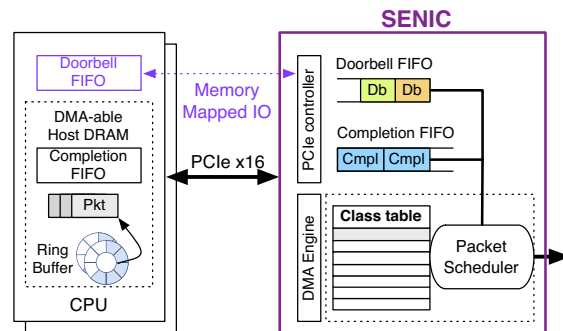 SENIC
Doorbell
FIFO
Memory
Mapped IO
DMA-able
Host DRAM
Completion
FIFO
Pkt
Ring
Buffer
CPU
PCIe x16
PCIe controller
Doorbell FIFO
Db Db
Completion FIFO
Cmpl Cmpl
DMA Engine
Class table
Packet
Scheduler